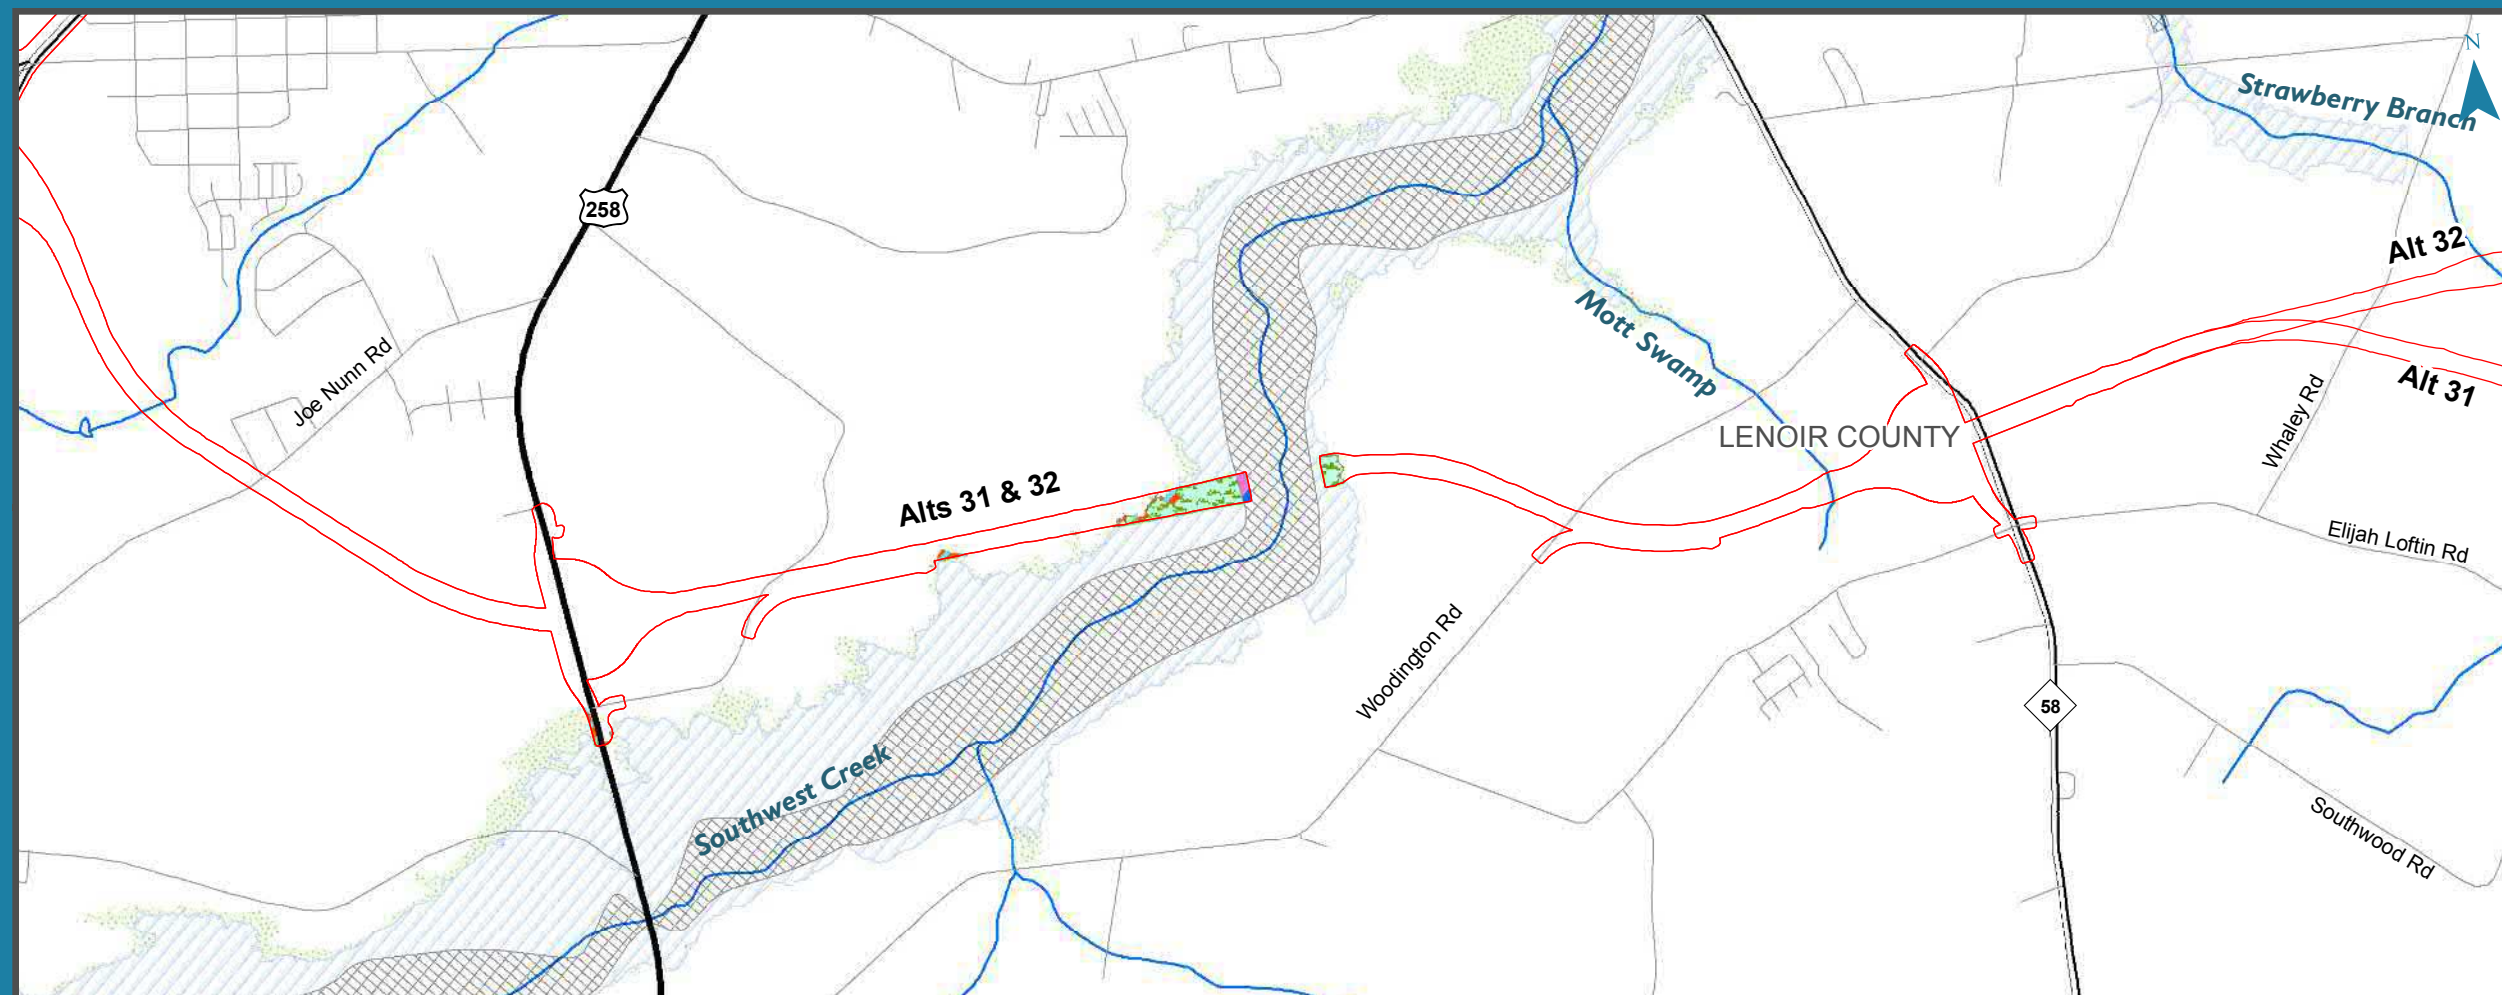 N
Strawberry Branch
258
Alt 32
Mott Swamp
Joe Nunn Rd
Alt 31
Whaley Rd
LENOIR COUNTY
Alts 31 & 32
Elijah Loftin Rd
Woodington Rd
58
Southwest Creek
Southwood Rd